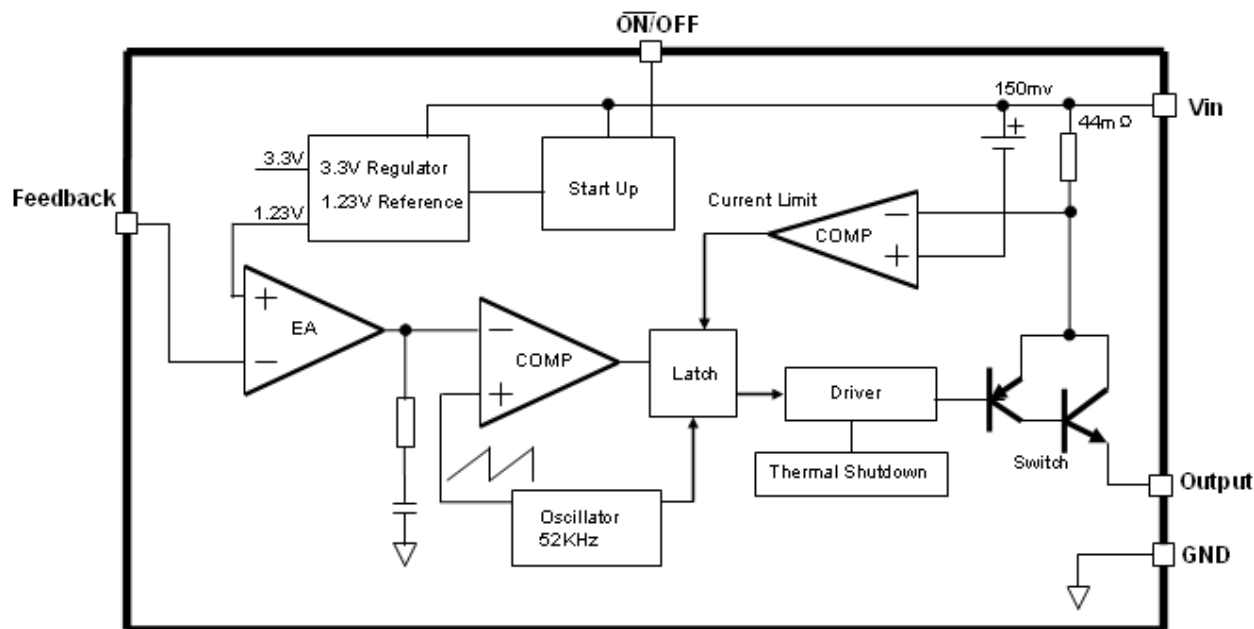 ON/OFF
150mv
Vin
44mΩ
3.3V
3.3V Regulator
Start Up
Feedback
1.23V
1.23V Reference
Current Limit
−
COMP
+
+
EA
−
−
COMP
+
Latch
Driver
Thermal Shutdown
Switch
Output
Oscillator
52KHz
GND
+